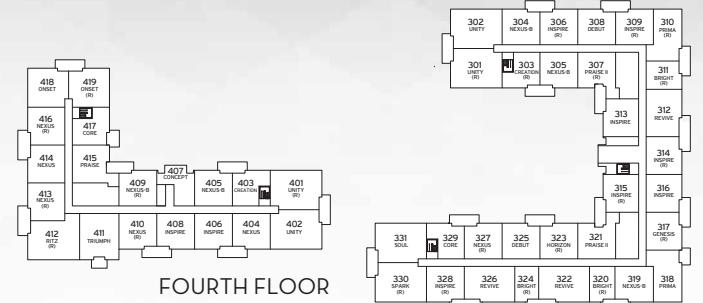 302
UNITY
304
NEXUS-B
306
INSPIRE
(R)
308
DEBUT
309
INSPIRE
(R)
310
PRIMA
(R)
301
UNITY
(R)
303
CREATION
(R)
305
NEXUS-B
307
PRAISE II
(R)
311
BRIGHT
(R)
313
INSPIRE
312
REVIVE
314
INSPIRE
(R)
315
INSPIRE
(R)
316
INSPIRE
317
GENESIS
(R)
331
SOUL
329
CORE
327
NEXUS
(R)
325
DEBUT
323
HORIZON
(R)
321
PRAISE II
330
SPARK
(R)
328
INSPIRE
(R)
326
REVIVE
324
BRIGHT
(R)
322
REVIVE
320
BRIGHT
(R)
319
NEXUS-B
318
PRIMA
418
ONSET
419
ONSET
(R)
416
NEXUS
(R)
417
CORE
414
NEXUS
415
PRAISE
413
NEXUS
(R)
409
NEXUS-B
(R)
407
CONCEPT
405
NEXUS-B
403
CREATION
401
UNITY
(R)
412
RITZ
(R)
411
TRIUMPH
410
NEXUS
(R)
408
INSPIRE
406
INSPIRE
404
NEXUS
402
UNITY
FOURTH FLOOR